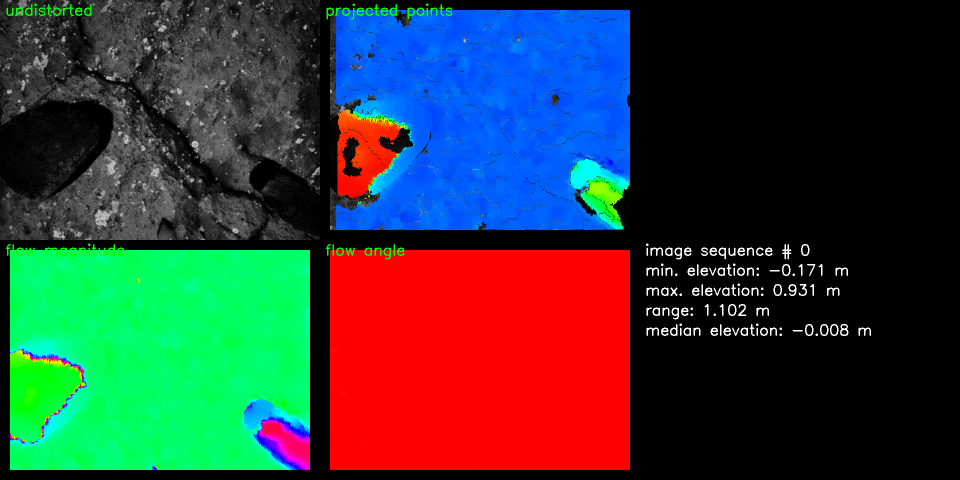 undistorted
projected points
flow magnitude
flow angle
image sequence # 0
min. elevation: −0.171 m
max. elevation: 0.931 m
range: 1.102 m
median elevation: −0.008 m